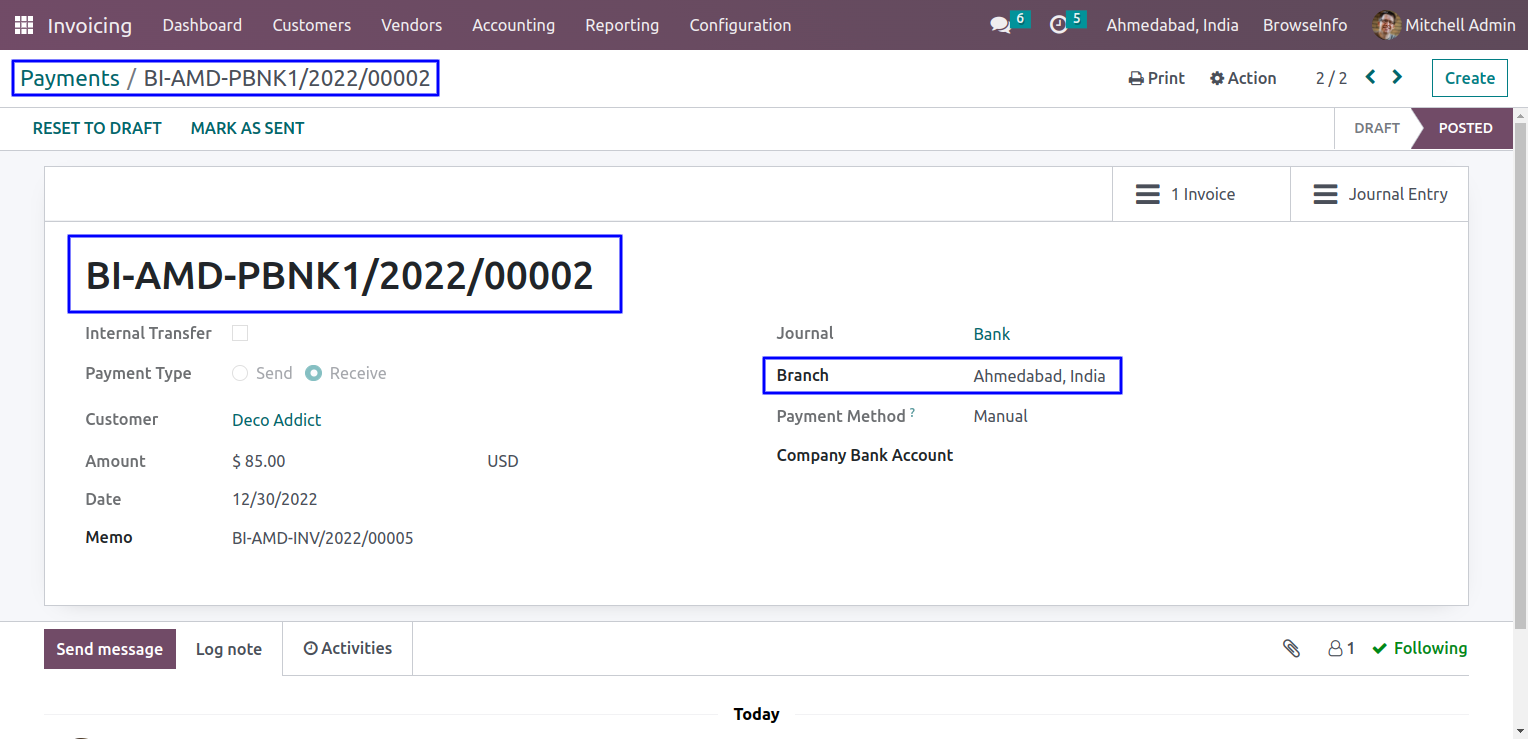 Invoicing Dashboard Customers Vendors Accounting Reporting Configuration 6 5 Ahmedabad, India BrowseInfo Mitchell Admin
Payments / BI-AMD-PBNK1/2022/00002 Print Action 2 / 2 Create
RESET TO DRAFT MARK AS SENT DRAFT POSTED
1 Invoice Journal Entry
BI-AMD-PBNK1/2022/00002
Internal Transfer Journal Bank
Payment Type Send Receive Branch Ahmedabad, India
Customer Deco Addict Payment Method ? Manual
Amount $ 85.00 USD Company Bank Account
Date 12/30/2022
Memo BI-AMD-INV/2022/00005
Send message Log note Activities 1 Following
Today